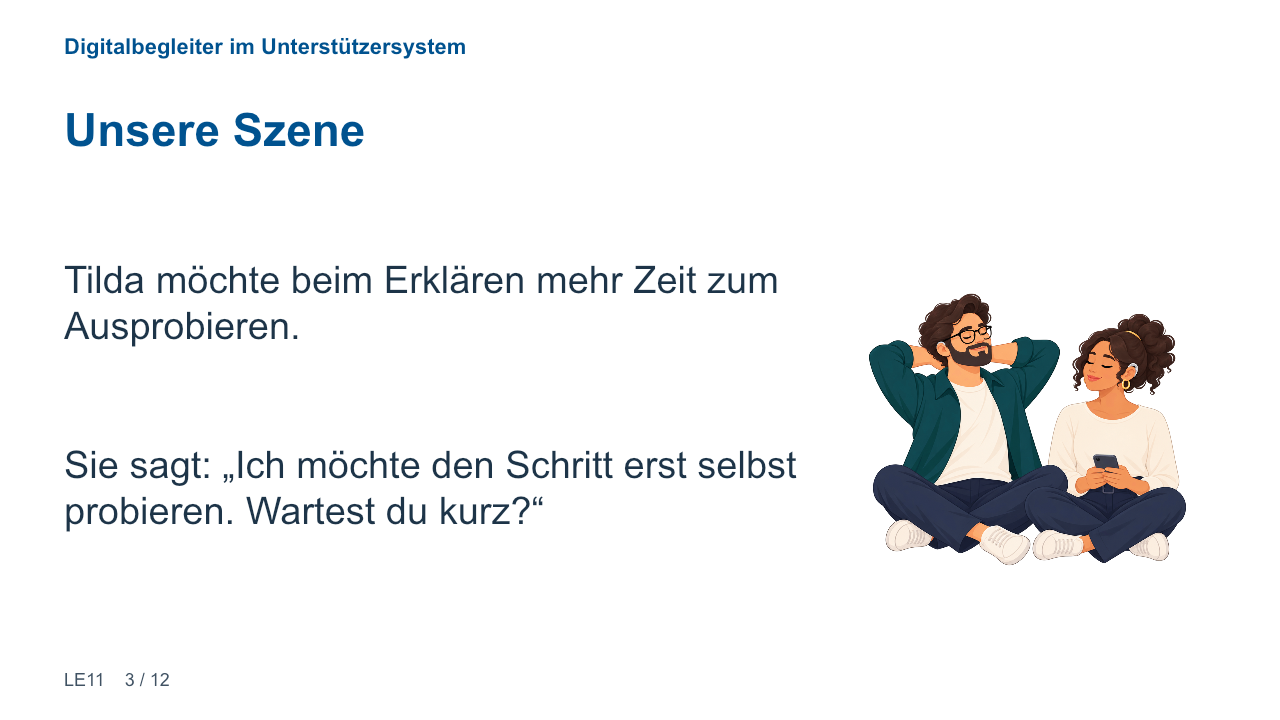 Digitalbegleiter im Unterstützersystem
Unsere Szene
Tilda möchte beim Erklären mehr Zeit zum
Ausprobieren.
Sie sagt: „Ich möchte den Schritt erst selbst
probieren. Wartest du kurz?“
LE11 3 / 12